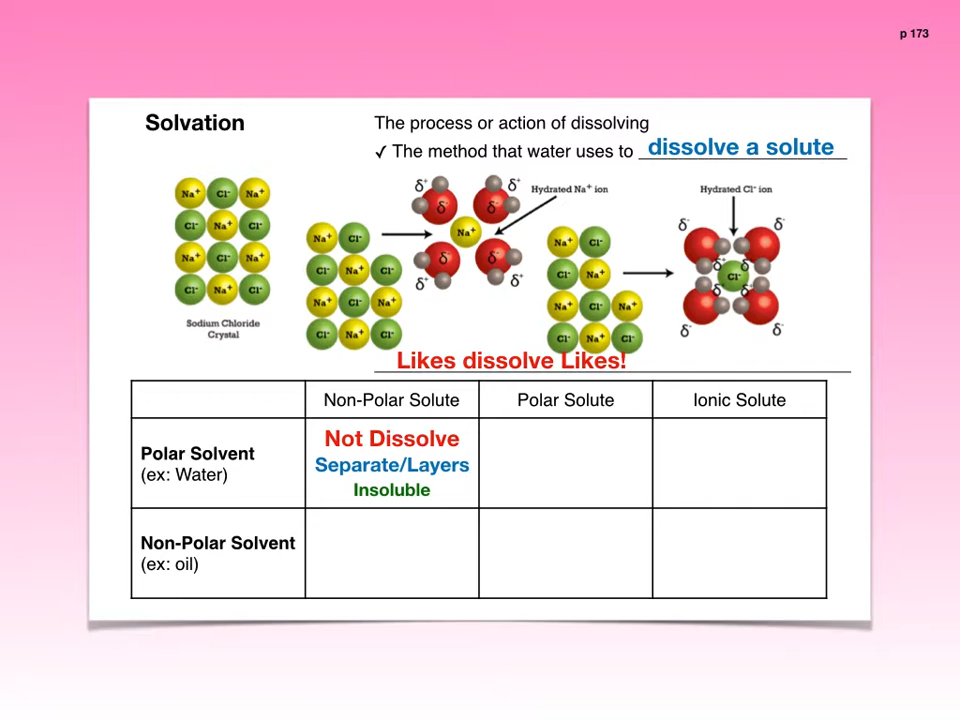 p 173
Solvation
The process or action of dissolving
✓ The method that water uses to dissolve a solute
Na⁺ Cl⁻ Na⁺
Cl⁻ Na⁺ Cl⁻
Na⁺ Cl⁻ Na⁺
Cl⁻ Na⁺ Cl⁻
Sodium Chloride
Crystal
Na⁺ Cl⁻
Cl⁻ Na⁺ Cl⁻
Na⁺ Cl⁻ Na⁺
Cl⁻ Na⁺ Cl⁻
δ⁺ δ⁺
δ⁻ δ⁻
Na⁺
δ⁻ δ⁻
δ⁺ δ⁺
Hydrated Na⁺ ion
Na⁺ Cl⁻
Cl⁻ Na⁺
Na⁺ Cl⁻ Na⁺
Cl⁻ Na⁺ Cl⁻
Hydrated Cl⁻ ion
δ⁻ δ⁻
δ⁺ δ⁺
Cl⁻
δ⁺ δ⁺
δ⁻ δ⁻
Likes dissolve Likes!
Non-Polar Solute Polar Solute Ionic Solute
Polar Solvent
(ex: Water)
Not Dissolve
Separate/Layers
Insoluble
Non-Polar Solvent
(ex: oil)